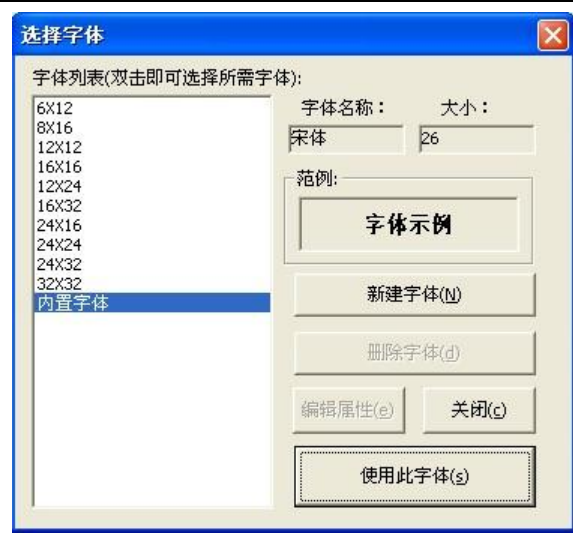 选择字体
字体列表(双击即可选择所需字体):
6X12
8X16
12X12
16X16
12X24
16X32
24X16
24X24
24X32
32X32
内置字体
字体名称： 大小：
宋体 26
范例:
字体示例
新建字体(N)
删除字体(d)
编辑属性(e) 关闭(c)
使用此字体(s)